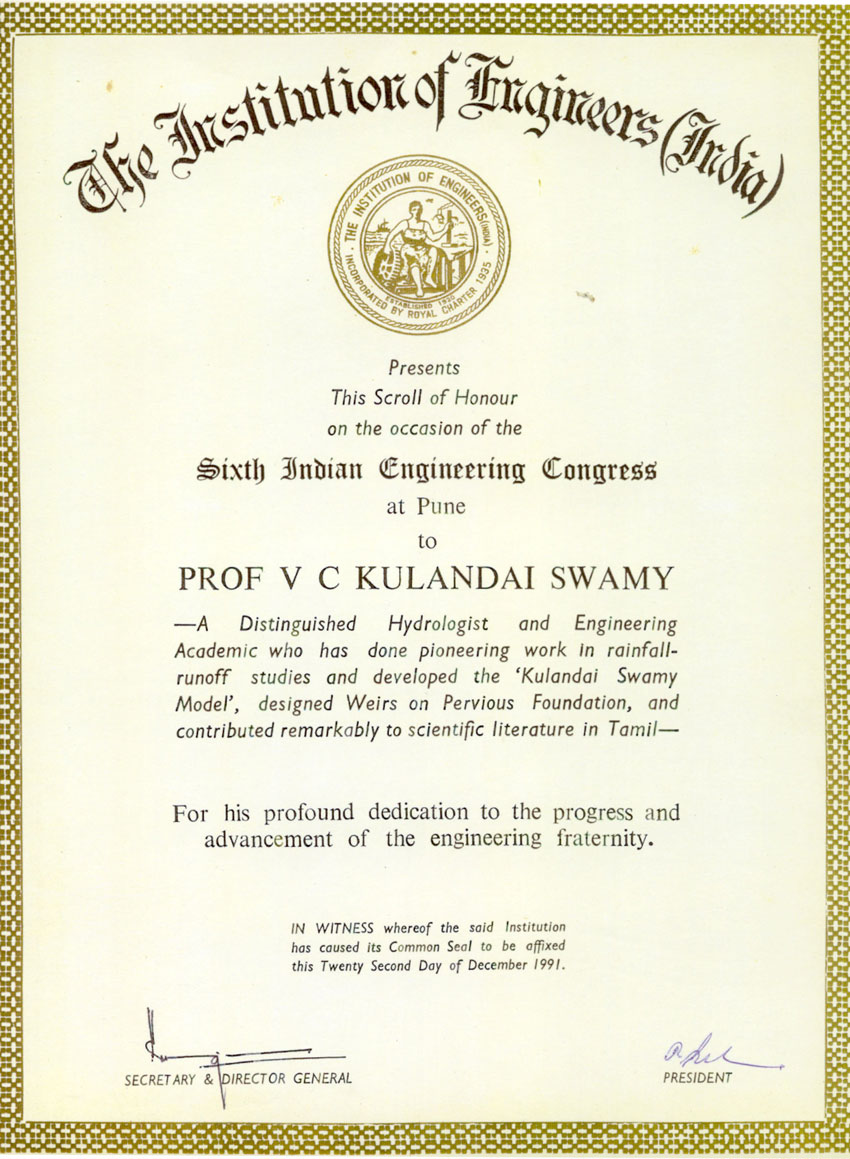 The Institution of Engineers (India)
THE INSTITUTION OF ENGINEERS (INDIA)
ESTABLISHED 1920
INCORPORATED BY ROYAL CHARTER 1935
Presents
This Scroll of Honour
on the occasion of the
Sixth Indian Engineering Congress
at Pune
to
PROF V C KULANDAI SWAMY
—A Distinguished Hydrologist and Engineering
Academic who has done pioneering work in rainfall-
runoff studies and developed the ‘Kulandai Swamy
Model’, designed Weirs on Pervious Foundation, and
contributed remarkably to scientific literature in Tamil—
For his profound dedication to the progress and
advancement of the engineering fraternity.
IN WITNESS whereof the said Institution
has caused its Common Seal to be affixed
this Twenty Second Day of December 1991.
SECRETARY & DIRECTOR GENERAL
PRESIDENT